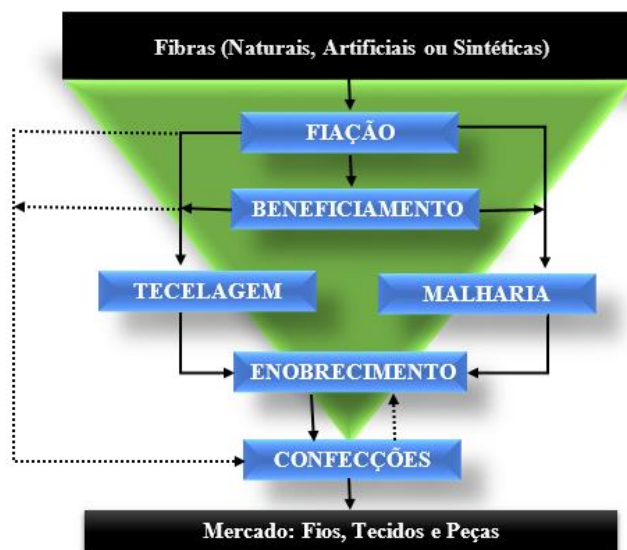 Fibras (Naturais, Artificiais ou Sintéticas)
FIAÇÃO
BENEFICIAMENTO
TECELAGEM
MALHARIA
ENOBRECIMENTO
CONFECÇÕES
Mercado: Fios, Tecidos e Peças